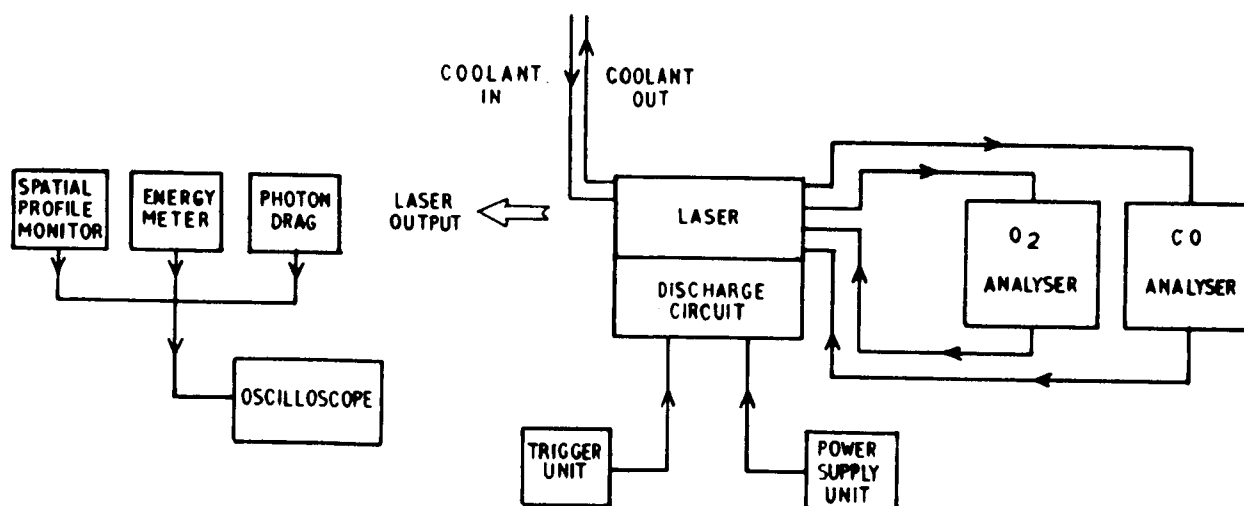 COOLANT
IN
COOLANT
OUT
SPATIAL
PROFILE
MONITOR
ENERGY
METER
PHOTON
DRAG
LASER
OUTPUT
LASER
DISCHARGE
CIRCUIT
O2
ANALYSER
CO
ANALYSER
OSCILLOSCOPE
TRIGGER
UNIT
POWER
SUPPLY
UNIT